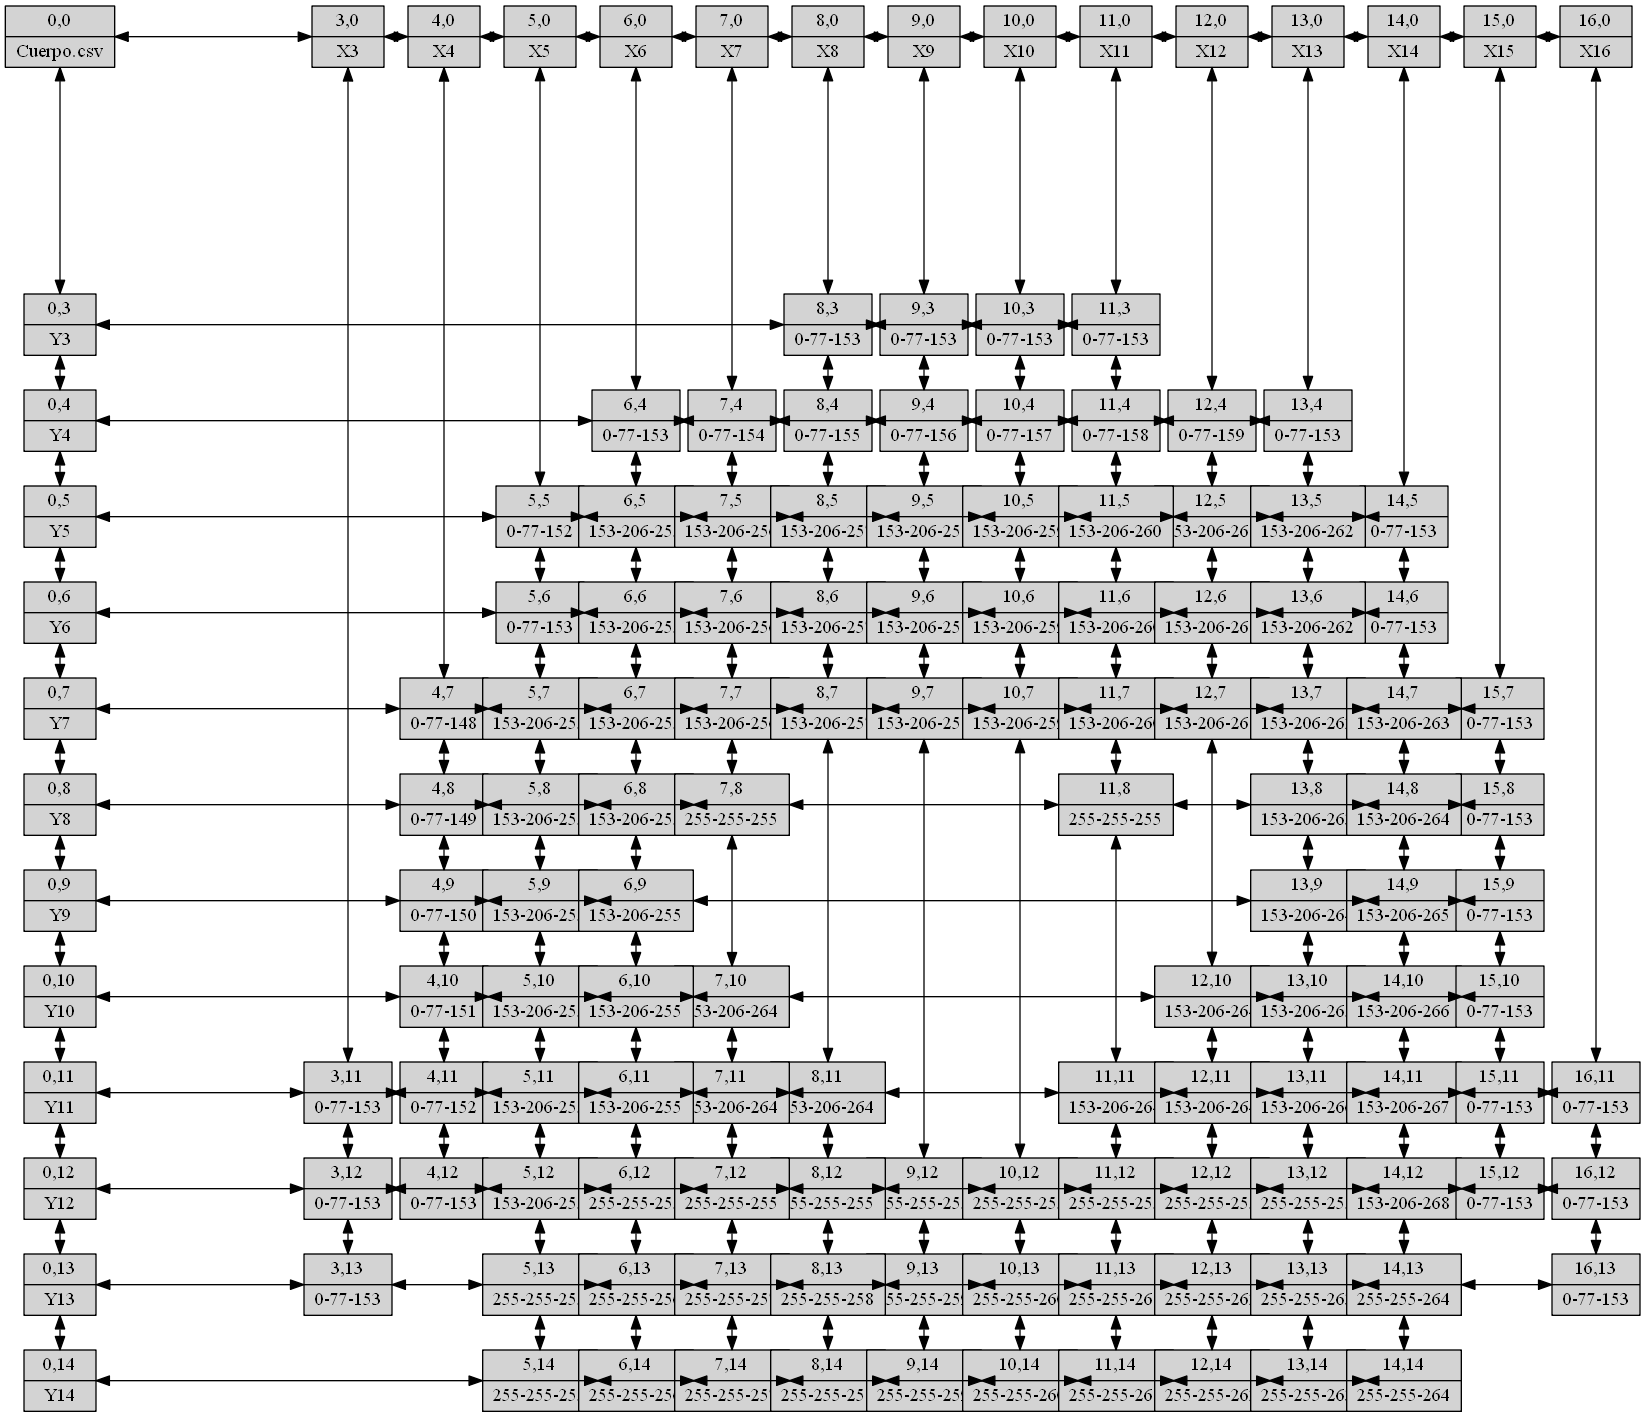 0,0 3,0 4,0 5,0 6,0 7,0 8,0 9,0 10,0 11,0 12,0 13,0 14,0 15,0 16,0
Cuerpo.csv X3 X4 X5 X6 X7 X8 X9 X10 X11 X12 X13 X14 X15 X16
0,3 8,3 9,3 10,3 11,3
Y3 0-77-153 0-77-153 0-77-153 0-77-153
0,4 6,4 7,4 8,4 9,4 10,4 11,4 12,4 13,4
Y4 0-77-153 0-77-154 0-77-155 0-77-156 0-77-157 0-77-158 0-77-159 0-77-153
0,5 5,5 6,5 7,5 8,5 9,5 10,5 11,5 12,5 13,5 14,5
Y5 0-77-152 153-206-25 153-206-256 153-206-25 153-206-25 153-206-259 153-206-260 53-206-26 153-206-262 0-77-153
0,6 5,6 6,6 7,6 8,6 9,6 10,6 11,6 12,6 13,6 14,6
Y6 0-77-153 153-206-25 153-206-256 153-206-25 153-206-25 153-206-259 153-206-260 153-206-26 153-206-262 0-77-153
0,7 4,7 5,7 6,7 7,7 8,7 9,7 10,7 11,7 12,7 13,7 14,7 15,7
Y7 0-77-148 153-206-25 153-206-25 153-206-256 153-206-25 153-206-25 153-206-259 153-206-260 153-206-26 153-206-26 153-206-263 0-77-153
0,8 4,8 5,8 6,8 7,8 11,8 13,8 14,8 15,8
Y8 0-77-149 153-206-25 153-206-25 255-255-255 255-255-255 153-206-26 153-206-264 0-77-153
0,9 4,9 5,9 6,9 13,9 14,9 15,9
Y9 0-77-150 153-206-25 153-206-255 153-206-264 153-206-265 0-77-153
0,10 4,10 5,10 6,10 7,10 12,10 13,10 14,10 15,10
Y10 0-77-151 153-206-25 153-206-255 53-206-264 153-206-264 153-206-26 153-206-266 0-77-153
0,11 3,11 4,11 5,11 6,11 7,11 8,11 11,11 12,11 13,11 14,11 15,11 16,11
Y11 0-77-153 0-77-152 153-206-25 153-206-255 53-206-264 53-206-264 153-206-264 153-206-264 153-206-266 153-206-267 0-77-153 0-77-153
0,12 3,12 4,12 5,12 6,12 7,12 8,12 9,12 10,12 11,12 12,12 13,12 14,12 15,12 16,12
Y12 0-77-153 0-77-153 153-206-25 255-255-25 255-255-255 55-255-255 55-255-25 255-255-25 255-255-25 255-255-25 255-255-25 153-206-268 0-77-153 0-77-153
0,13 3,13 5,13 6,13 7,13 8,13 9,13 10,13 11,13 12,13 13,13 14,13 16,13
Y13 0-77-153 255-255-25 255-255-256 255-255-25 255-255-258 55-255-259 255-255-260 255-255-26 255-255-26 255-255-26 255-255-264 0-77-153
0,14 5,14 6,14 7,14 8,14 9,14 10,14 11,14 12,14 13,14 14,14
Y14 255-255-25 255-255-256 255-255-25 255-255-25 255-255-259 255-255-260 255-255-26 255-255-26 255-255-26 255-255-264